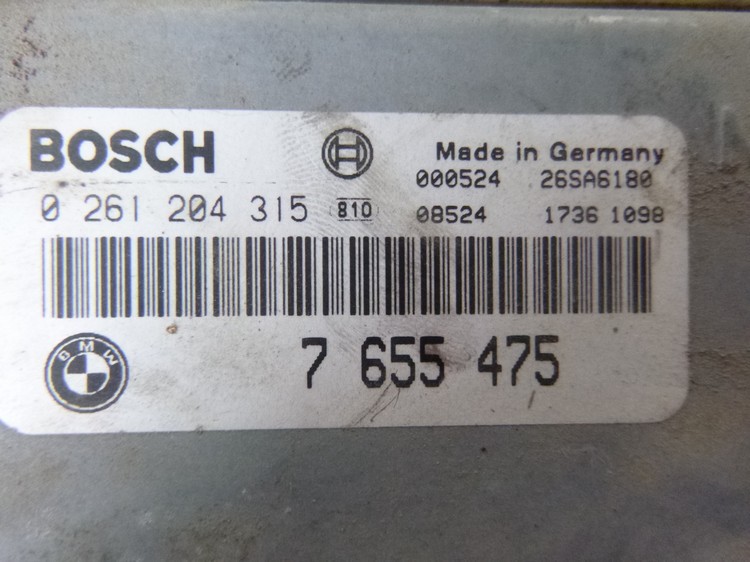 BOSCH
Made in Germany
000524 26SA6180
0 261 204 315 810 08524 1736 1098
BMW
7 655 475